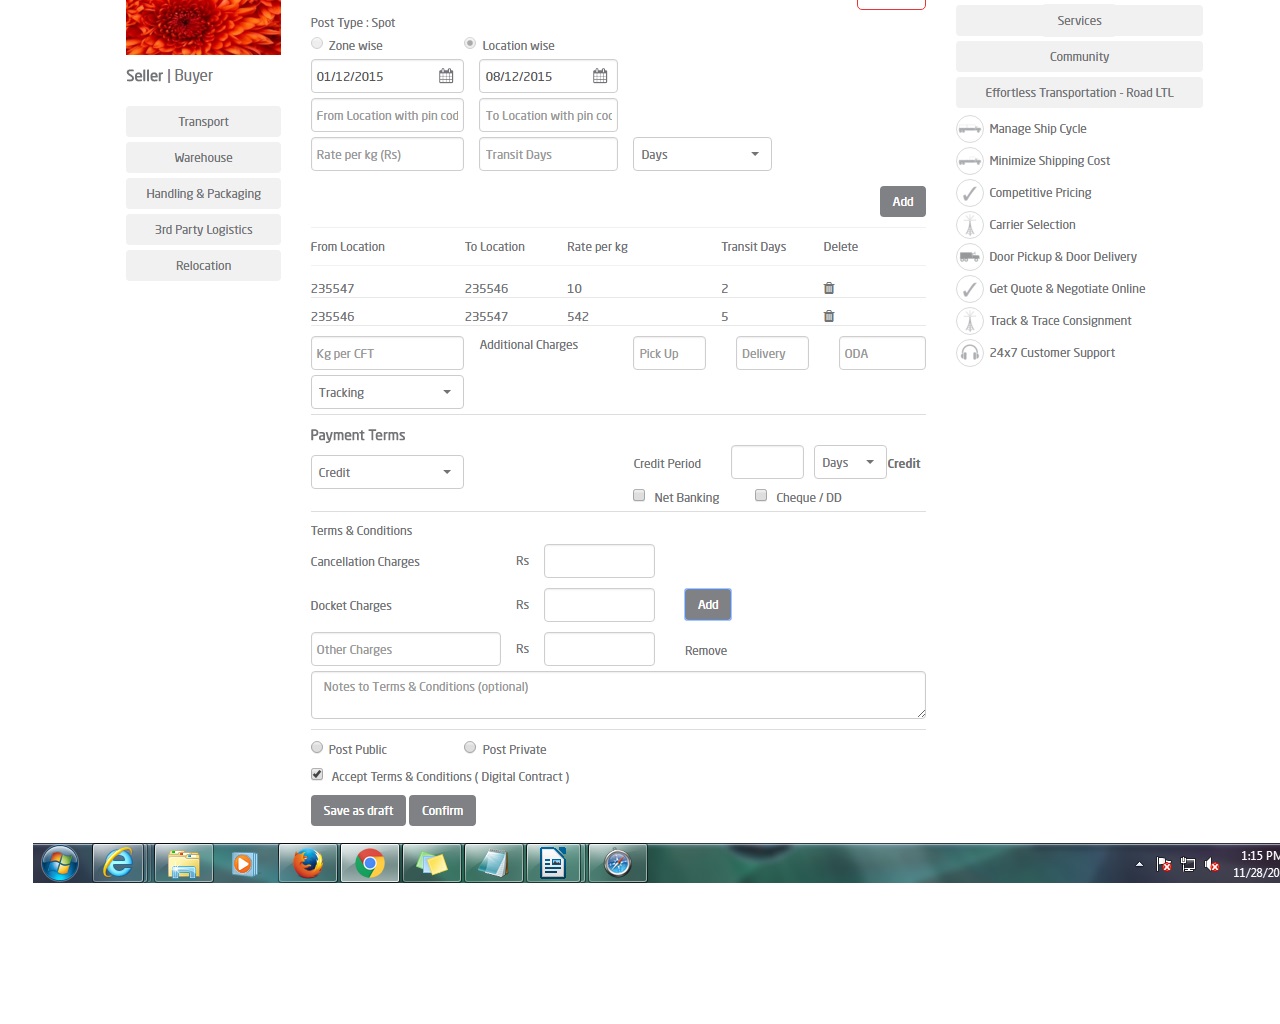 Post Type : Spot
Zone wise
Location wise
01/12/2015
08/12/2015
From Location with pin cod
To Location with pin coc
Rate per kg (Rs)
Transit Days
Days
Add
Seller | Buyer
Transport
Warehouse
Handling & Packaging
3rd Party Logistics
Relocation
From Location To Location Rate per kg Transit Days Delete
235547 235546 10 2
235546 235547 542 5
Kg per CFT
Additional Charges
Pick Up
Delivery
ODA
Tracking
Payment Terms
Credit
Credit Period
Days
Credit
Net Banking
Cheque / DD
Terms & Conditions
Cancellation Charges Rs
Docket Charges Rs
Add
Other Charges
Rs
Remove
Notes to Terms & Conditions (optional)
Post Public
Post Private
Accept Terms & Conditions ( Digital Contract )
Save as draft
Confirm
Services
Community
Effortless Transportation - Road LTL
Manage Ship Cycle
Minimize Shipping Cost
Competitive Pricing
Carrier Selection
Door Pickup & Door Delivery
Get Quote & Negotiate Online
Track & Trace Consignment
24x7 Customer Support
1:15 PM
11/28/20